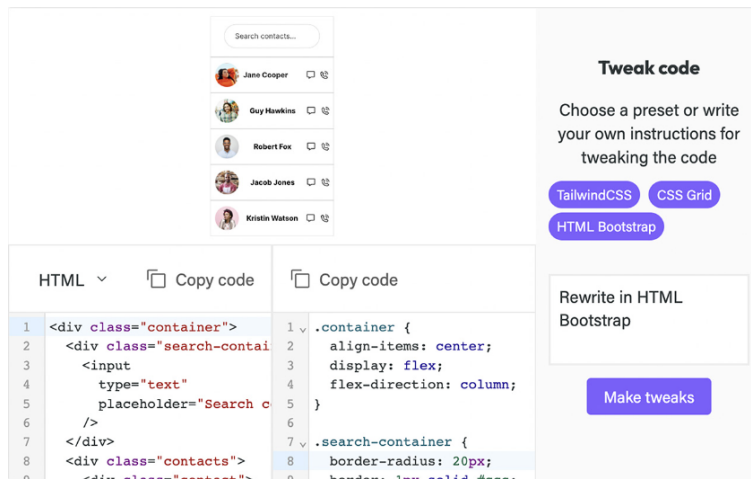 Search contacts...
Jane Cooper
Guy Hawkins
Robert Fox
Jacob Jones
Kristin Watson
Tweak code
Choose a preset or write
your own instructions for
tweaking the code
TailwindCSS CSS Grid
HTML Bootstrap
Rewrite in HTML
Bootstrap
Make tweaks
HTML Copy code
1 <div class="container">
2 <div class="search-contai
3 <input
4 type="text"
5 placeholder="Search c
6 />
7 </div>
8 <div class="contacts">
Copy code
1 .container {
2 align-items: center;
3 display: flex;
4 flex-direction: column;
5 }
6
7 .search-container {
8 border-radius: 20px;